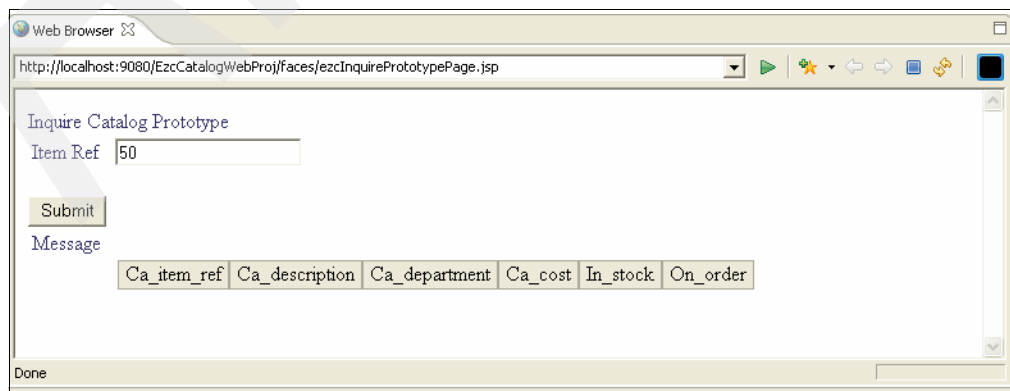 Web Browser
http://localhost:9080/EzcCatalogWebProj/faces/ezcInquirePrototypePage.jsp
Inquire Catalog Prototype
Item Ref 50
Submit
Message
Ca_item_ref Ca_description Ca_department Ca_cost In_stock On_order
Done